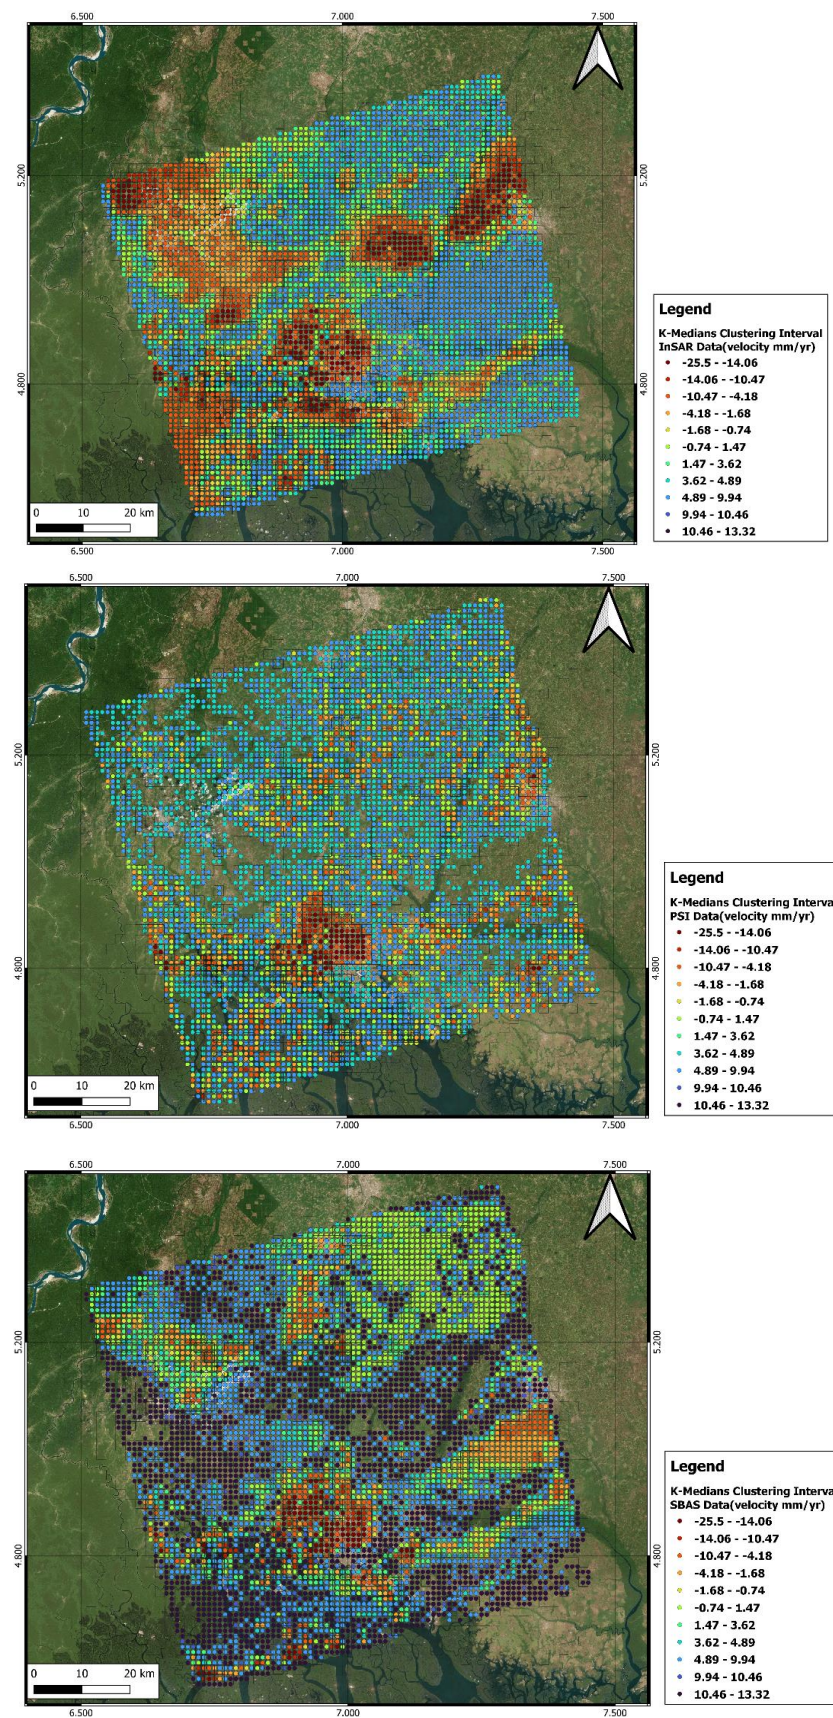 6.500 7.000 7.500
5.200 5.200
4.800 4.800
0 10 20 km
6.500 7.000 7.500
Legend
K-Medians Clustering Interval
InSAR Data(velocity mm/yr)
-25.5 - -14.06
-14.06 - -10.47
-10.47 - -4.18
-4.18 - -1.68
-1.68 - -0.74
-0.74 - 1.47
1.47 - 3.62
3.62 - 4.89
4.89 - 9.94
9.94 - 10.46
10.46 - 13.32
6.500 7.000 7.500
5.200 5.200
4.800 4.800
0 10 20 km
6.500 7.000 7.500
Legend
K-Medians Clustering Interva
PSI Data(velocity mm/yr)
-25.5 - -14.06
-14.06 - -10.47
-10.47 - -4.18
-4.18 - -1.68
-1.68 - -0.74
-0.74 - 1.47
1.47 - 3.62
3.62 - 4.89
4.89 - 9.94
9.94 - 10.46
10.46 - 13.32
6.500 7.000 7.500
5.200 5.200
4.800 4.800
0 10 20 km
6.500 7.000 7.500
Legend
K-Medians Clustering Interva
SBAS Data(velocity mm/yr)
-25.5 - -14.06
-14.06 - -10.47
-10.47 - -4.18
-4.18 - -1.68
-1.68 - -0.74
-0.74 - 1.47
1.47 - 3.62
3.62 - 4.89
4.89 - 9.94
9.94 - 10.46
10.46 - 13.32